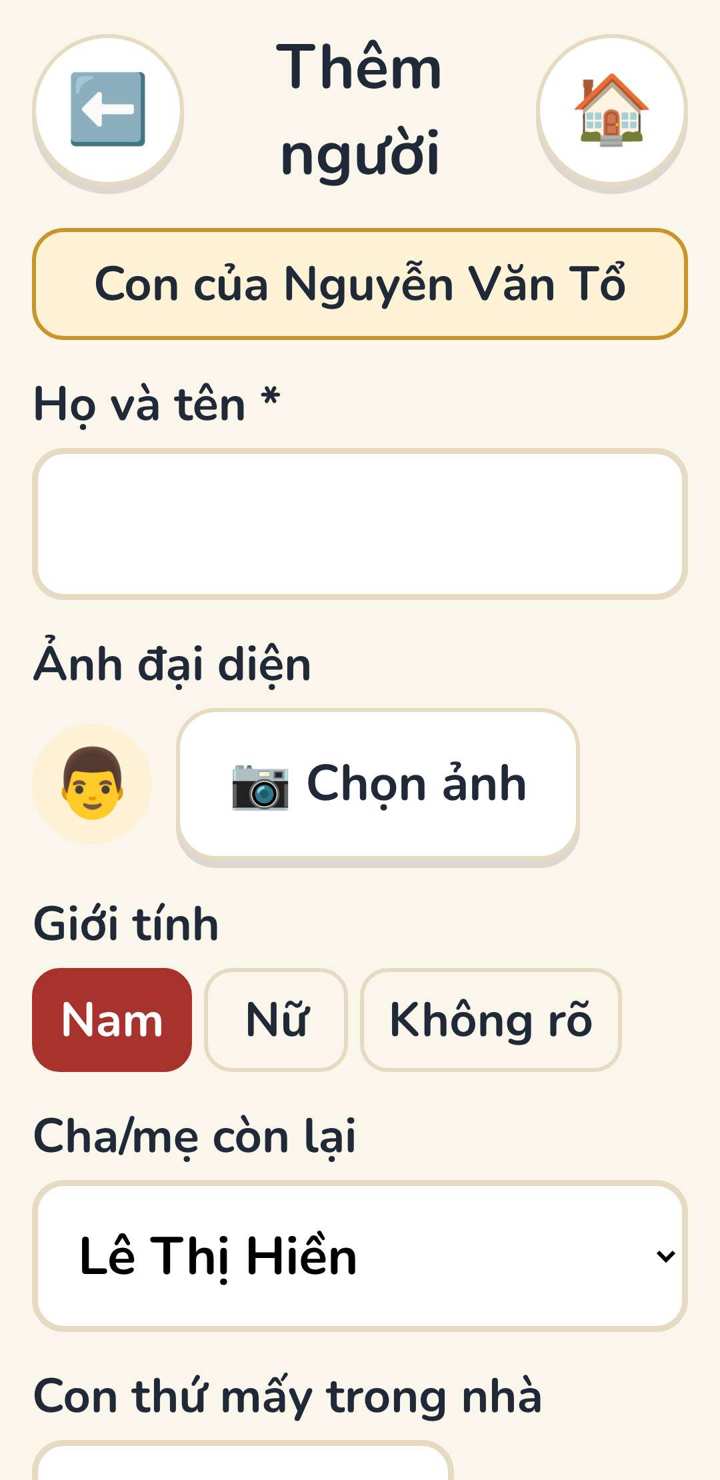 Thêm
người
Con của Nguyễn Văn Tổ
Họ và tên *
Ảnh đại diện
Chọn ảnh
Giới tính
Nam
Nữ
Không rõ
Cha/mẹ còn lại
Lê Thị Hiền
Con thứ mấy trong nhà